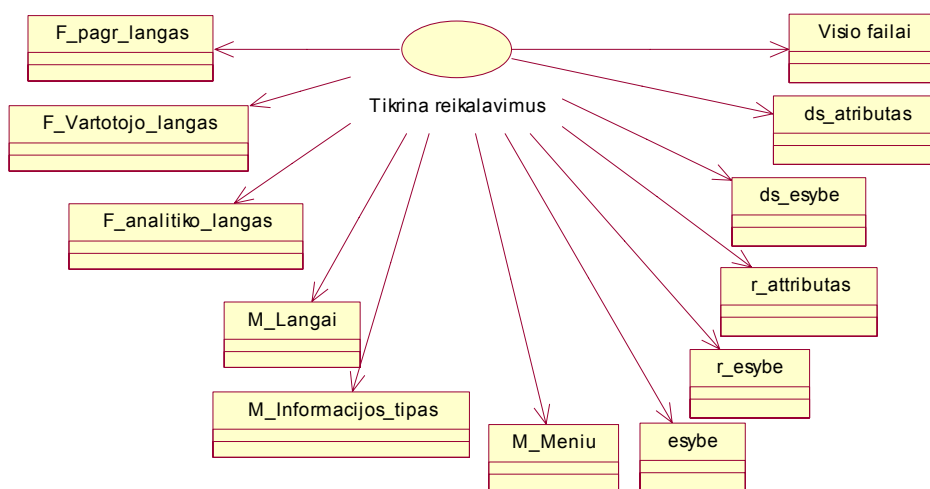 F_pagr_langas
Visio failai
Tikrina reikalavimus
F_Vartotojo_langas
ds_atributas
ds_esybe
F_analitiko_langas
r_attributas
M_Langai
r_esybe
M_Informacijos_tipas
M_Meniu
esybe